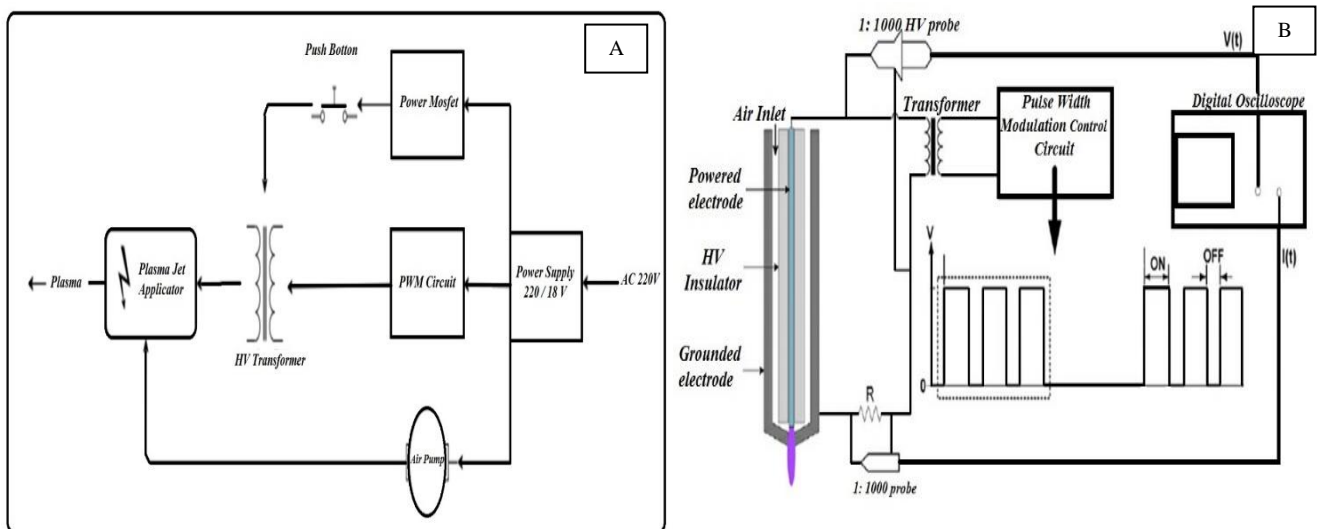 A
Push Botton
Power Mosfet
Plasma
Plasma Jet
Applicator
HV Transformer
PWM Circuit
Power Supply
220 / 18 V
AC 220V
Air Pump
B
1: 1000 HV probe
V(t)
Air Inlet
Transformer
Pulse Width
Modulation Control
Circuit
Digital Oscilloscope
Powered
electrode
HV
Insulator
Grounded
electrode
V
ON
OFF
I(t)
0
R
1: 1000 probe